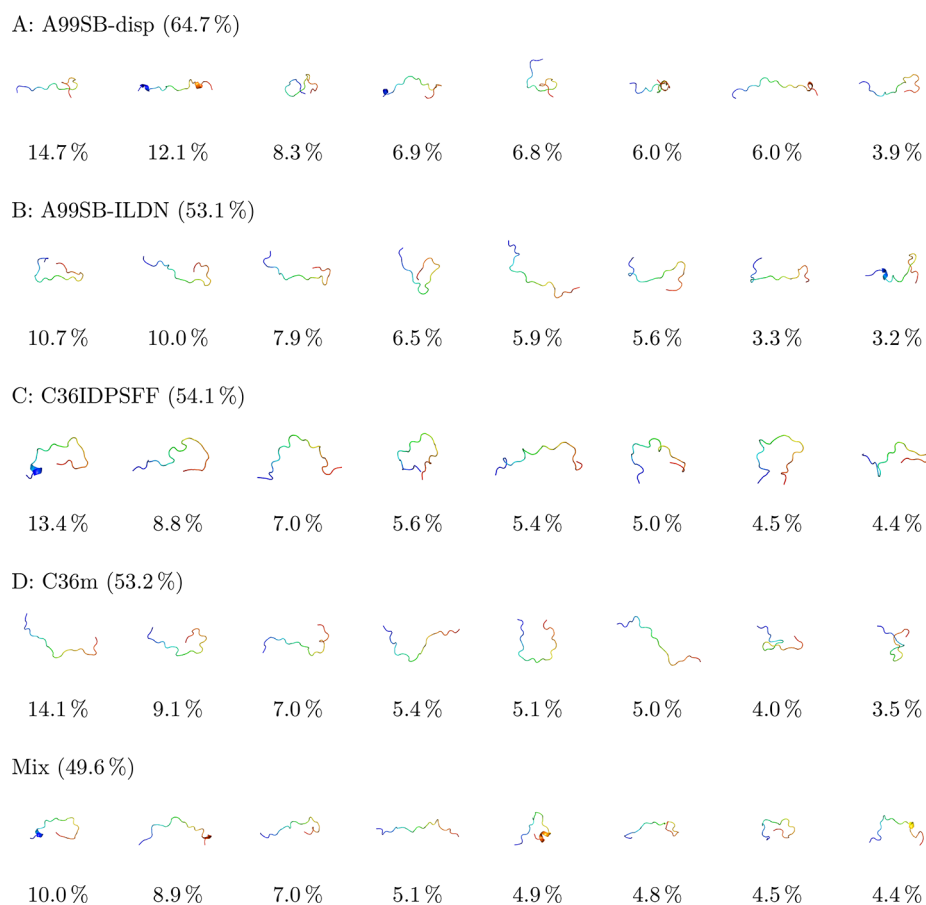 A: A99SB-disp (64.7 %)
14.7 % 12.1 % 8.3 % 6.9 % 6.8 % 6.0 % 6.0 % 3.9 %
B: A99SB-ILDN (53.1 %)
10.7 % 10.0 % 7.9 % 6.5 % 5.9 % 5.6 % 3.3 % 3.2 %
C: C36IDPSFF (54.1 %)
13.4 % 8.8 % 7.0 % 5.6 % 5.4 % 5.0 % 4.5 % 4.4 %
D: C36m (53.2 %)
14.1 % 9.1 % 7.0 % 5.4 % 5.1 % 5.0 % 4.0 % 3.5 %
Mix (49.6 %)
10.0 % 8.9 % 7.0 % 5.1 % 4.9 % 4.8 % 4.5 % 4.4 %